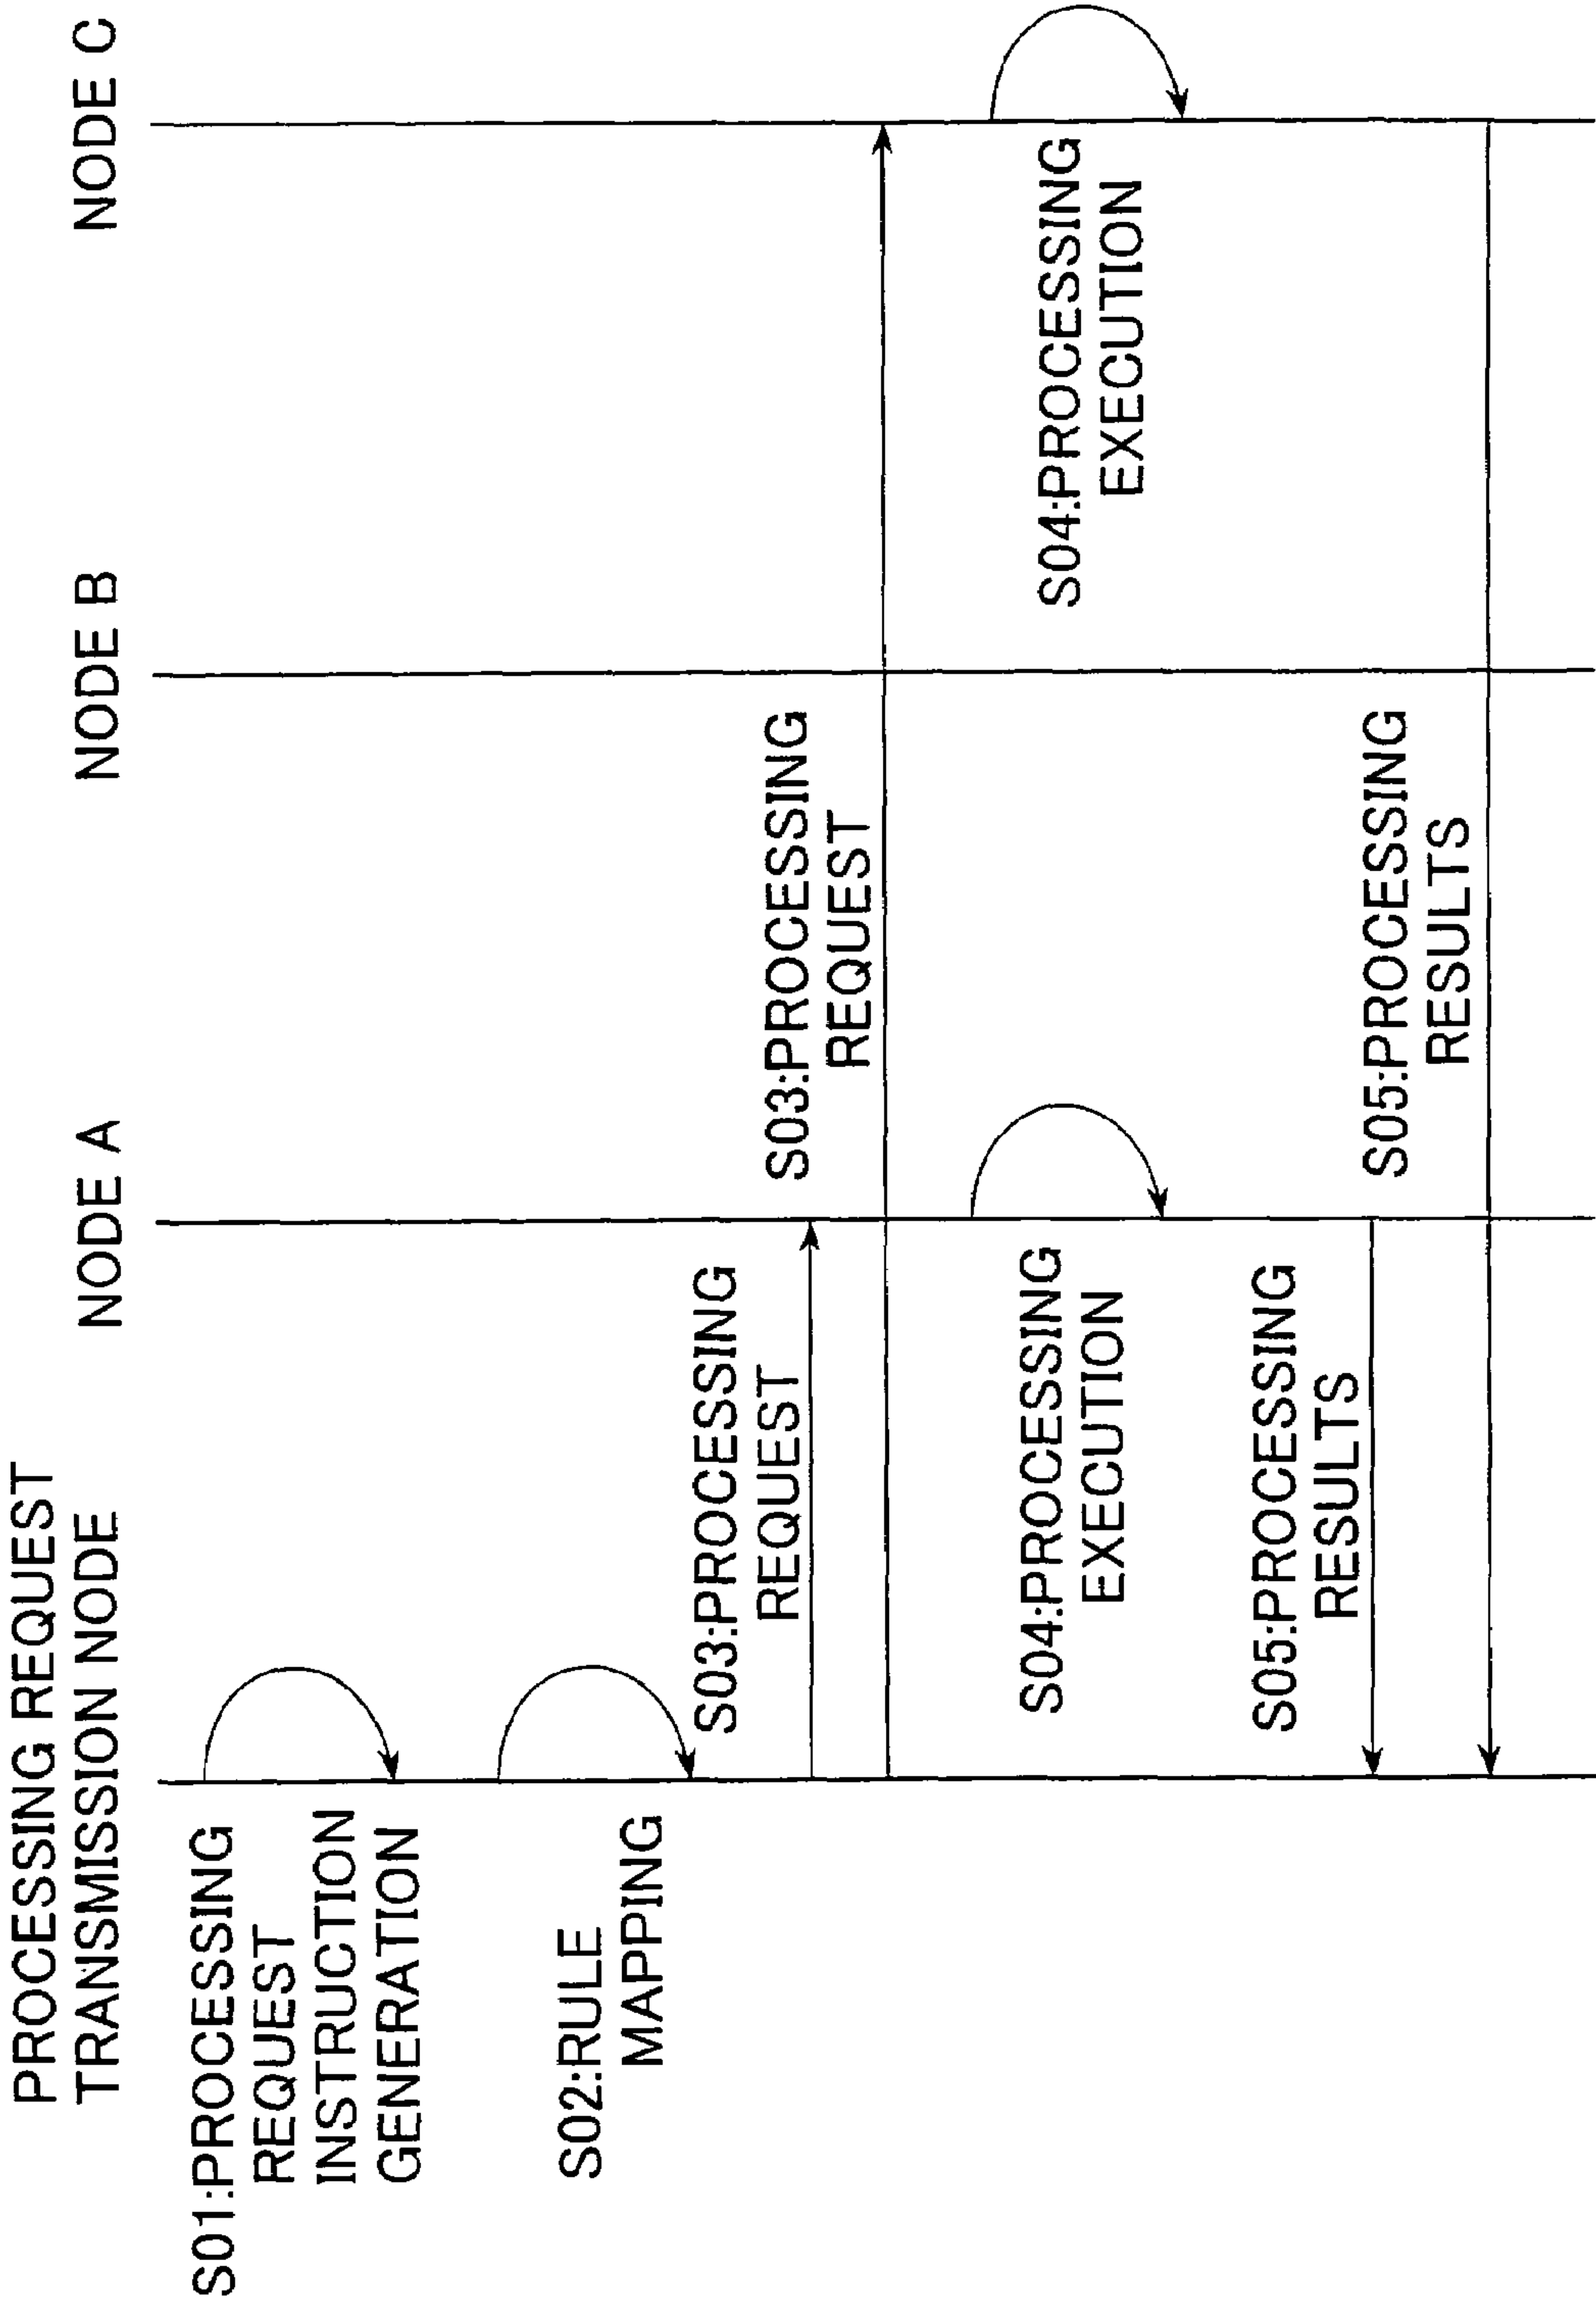 PROCESSING REQUEST
TRANSMISSION NODE
NODE A
NODE B
NODE C
S01:PROCESSING
REQUEST
INSTRUCTION
GENERATION
S02:RULE
MAPPING
S03:PROCESSING
REQUEST
S03:PROCESSING
REQUEST
S04:PROCESSING
EXECUTION
S04:PROCESSING
EXECUTION
S05:PROCESSING
RESULTS
S05:PROCESSING
RESULTS